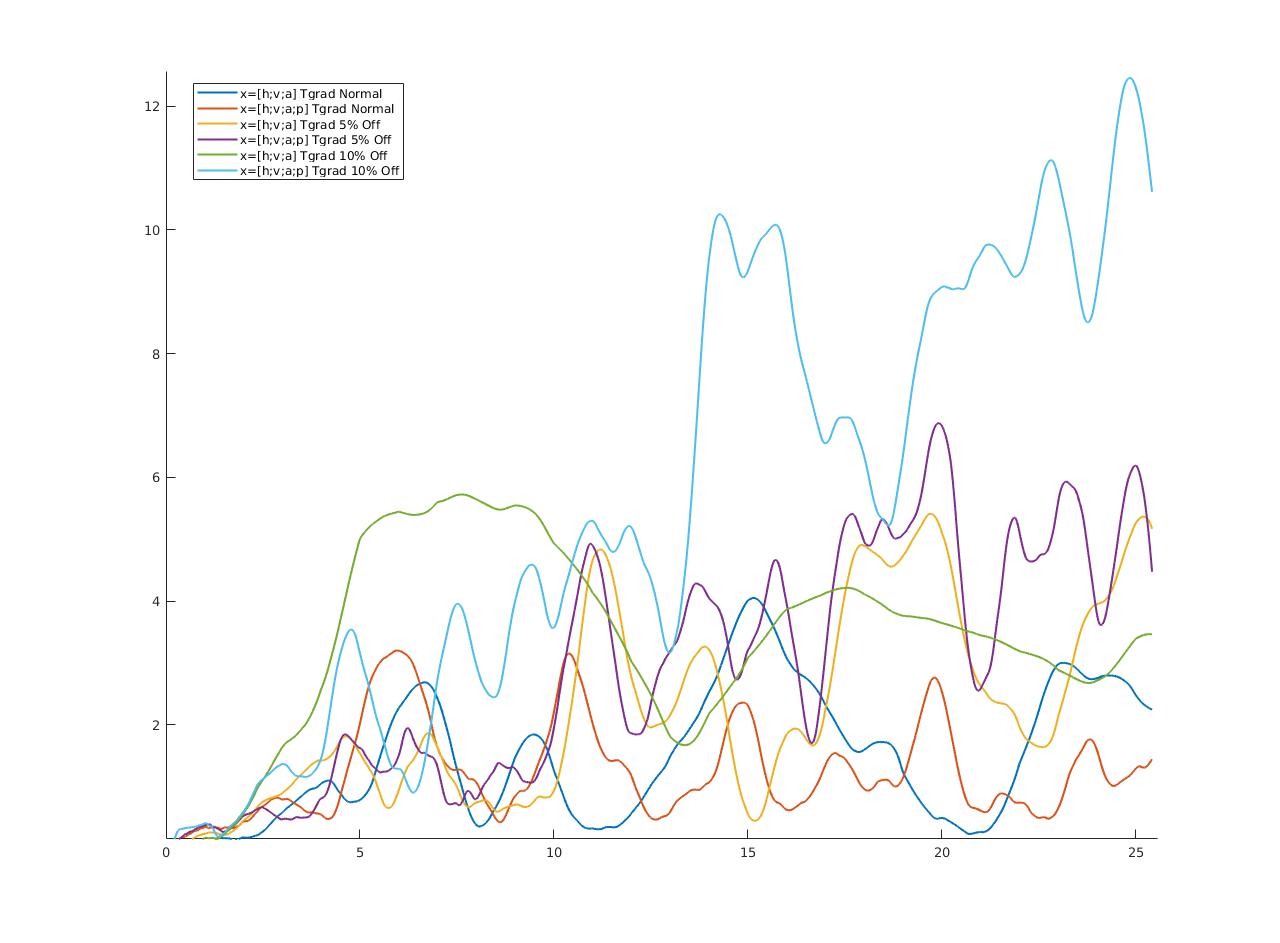 12
10
8
6
4
2
x=[h;v;a] Tgrad Normal
x=[h;v;a;p] Tgrad Normal
x=[h;v;a] Tgrad 5% Off
x=[h;v;a;p] Tgrad 5% Off
x=[h;v;a] Tgrad 10% Off
x=[h;v;a;p] Tgrad 10% Off
0 5 10 15 20 25